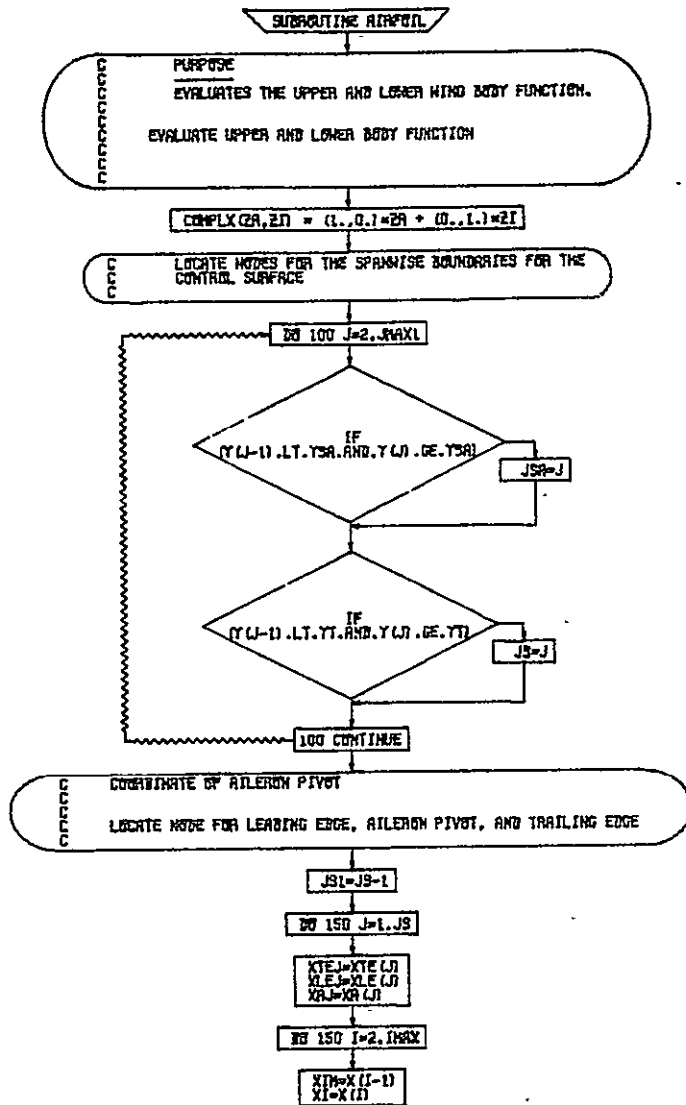 SUBROUTINE AIRFOIL
C PURPOSE
C
C EVALUATES THE UPPER AND LOWER WIND BODY FUNCTION.
C
C
C EVALUATE UPPER AND LOWER BODY FUNCTION
C
C
C
COMPLX(ZA,ZI) = (1.,0.)*ZA + (0.,1.)*ZI
C LOCATE NODES FOR THE SPANWISE BOUNDARIES FOR THE
C CONTROL SURFACE
C
DO 100 J=2,JMAX1
IF
(Y(J-1).LT.YSA.AND.Y(J).GE.YSA)
JSA=J
IF
(Y(J-1).LT.YT.AND.Y(J).GE.YT)
JS=J
100 CONTINUE
C COORDINATE OF AILERON PIVOT
C
C
C LOCATE NODE FOR LEADING EDGE, AILERON PIVOT, AND TRAILING EDGE
C
JS1=JS-1
DO 150 J=1,JS
XTEJ=XTE(J)
XLEJ=XLE(J)
XAJ=XA(J)
DO 150 I=2,IMAX
XIM=X(I-1)
XI=X(I)